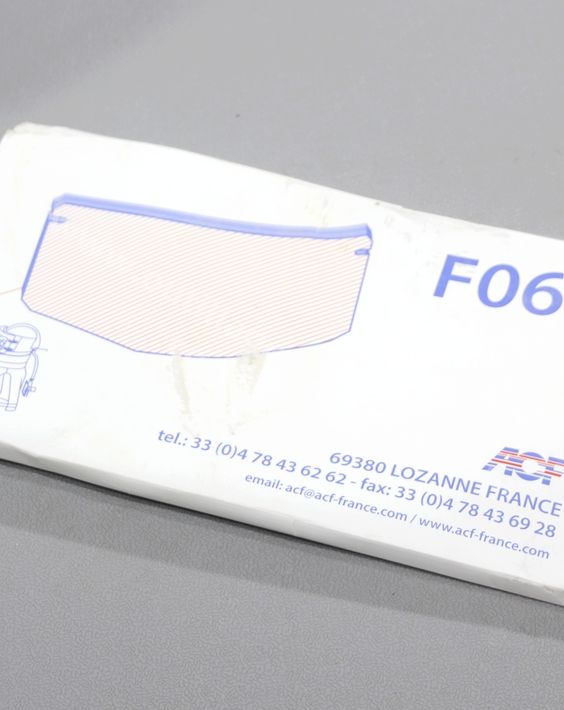 F06
ACF
69380 LOZANNE FRANCE
tel.: 33 (0)4 78 43 62 62 - fax: 33 (0)4 78 43 69 28
email: acf@acf-france.com / www.acf-france.com